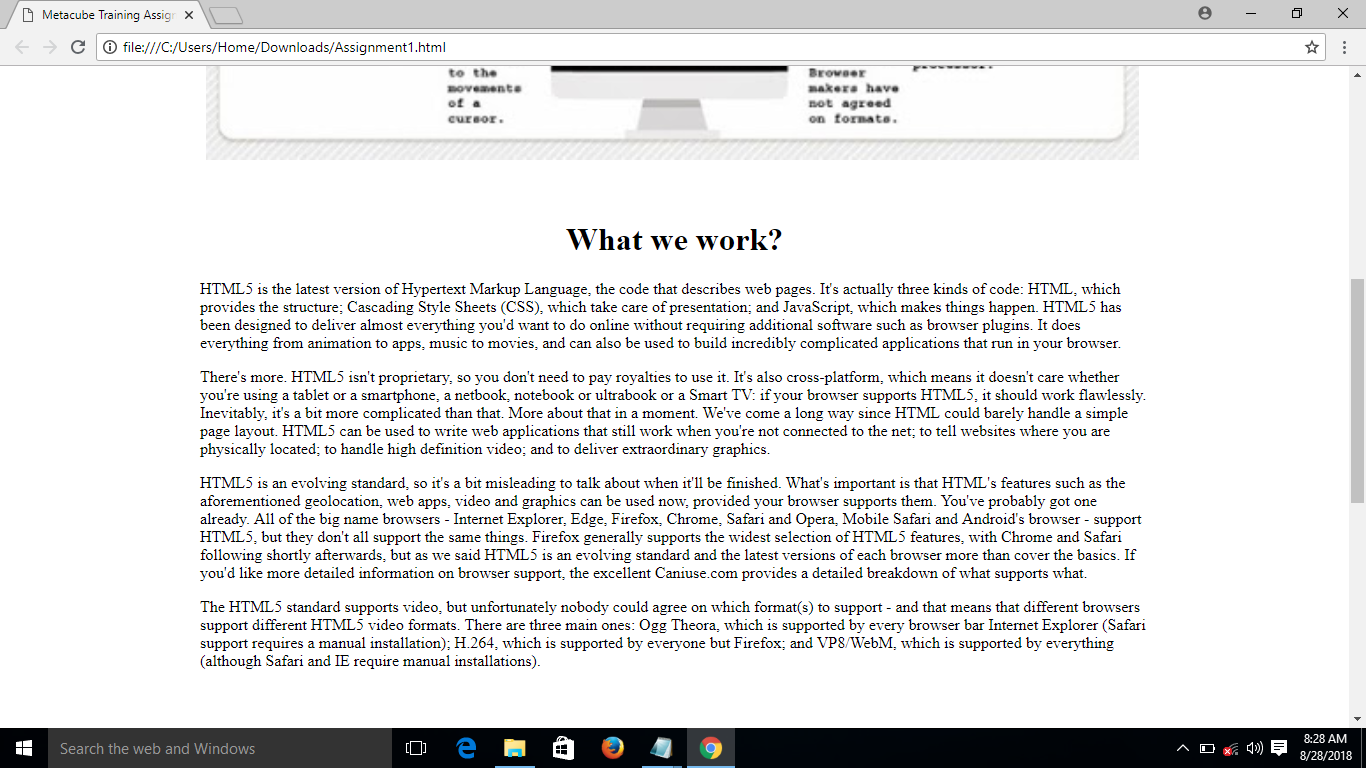 Metacube Training Assig
file:///C:/Users/Home/Downloads/Assignment1.html
to the
movements
of a
cursor.
Browser
makers have
not agreed
on formats.
What we work?
HTML5 is the latest version of Hypertext Markup Language, the code that describes web pages. It's actually three kinds of code: HTML, which
provides the structure; Cascading Style Sheets (CSS), which take care of presentation; and JavaScript, which makes things happen. HTML5 has
been designed to deliver almost everything you'd want to do online without requiring additional software such as browser plugins. It does
everything from animation to apps, music to movies, and can also be used to build incredibly complicated applications that run in your browser.
There's more. HTML5 isn't proprietary, so you don't need to pay royalties to use it. It's also cross-platform, which means it doesn't care whether
you're using a tablet or a smartphone, a netbook, notebook or ultrabook or a Smart TV: if your browser supports HTML5, it should work flawlessly.
Inevitably, it's a bit more complicated than that. More about that in a moment. We've come a long way since HTML could barely handle a simple
page layout. HTML5 can be used to write web applications that still work when you're not connected to the net; to tell websites where you are
physically located; to handle high definition video; and to deliver extraordinary graphics.
HTML5 is an evolving standard, so it's a bit misleading to talk about when it'll be finished. What's important is that HTML's features such as the
aforementioned geolocation, web apps, video and graphics can be used now, provided your browser supports them. You've probably got one
already. All of the big name browsers - Internet Explorer, Edge, Firefox, Chrome, Safari and Opera, Mobile Safari and Android's browser - support
HTML5, but they don't all support the same things. Firefox generally supports the widest selection of HTML5 features, with Chrome and Safari
following shortly afterwards, but as we said HTML5 is an evolving standard and the latest versions of each browser more than cover the basics. If
you'd like more detailed information on browser support, the excellent Caniuse.com provides a detailed breakdown of what supports what.
The HTML5 standard supports video, but unfortunately nobody could agree on which format(s) to support - and that means that different browsers
support different HTML5 video formats. There are three main ones: Ogg Theora, which is supported by every browser bar Internet Explorer (Safari
support requires a manual installation); H.264, which is supported by everyone but Firefox; and VP8/WebM, which is supported by everything
(although Safari and IE require manual installations).
Search the web and Windows
8:28 AM
8/28/2018